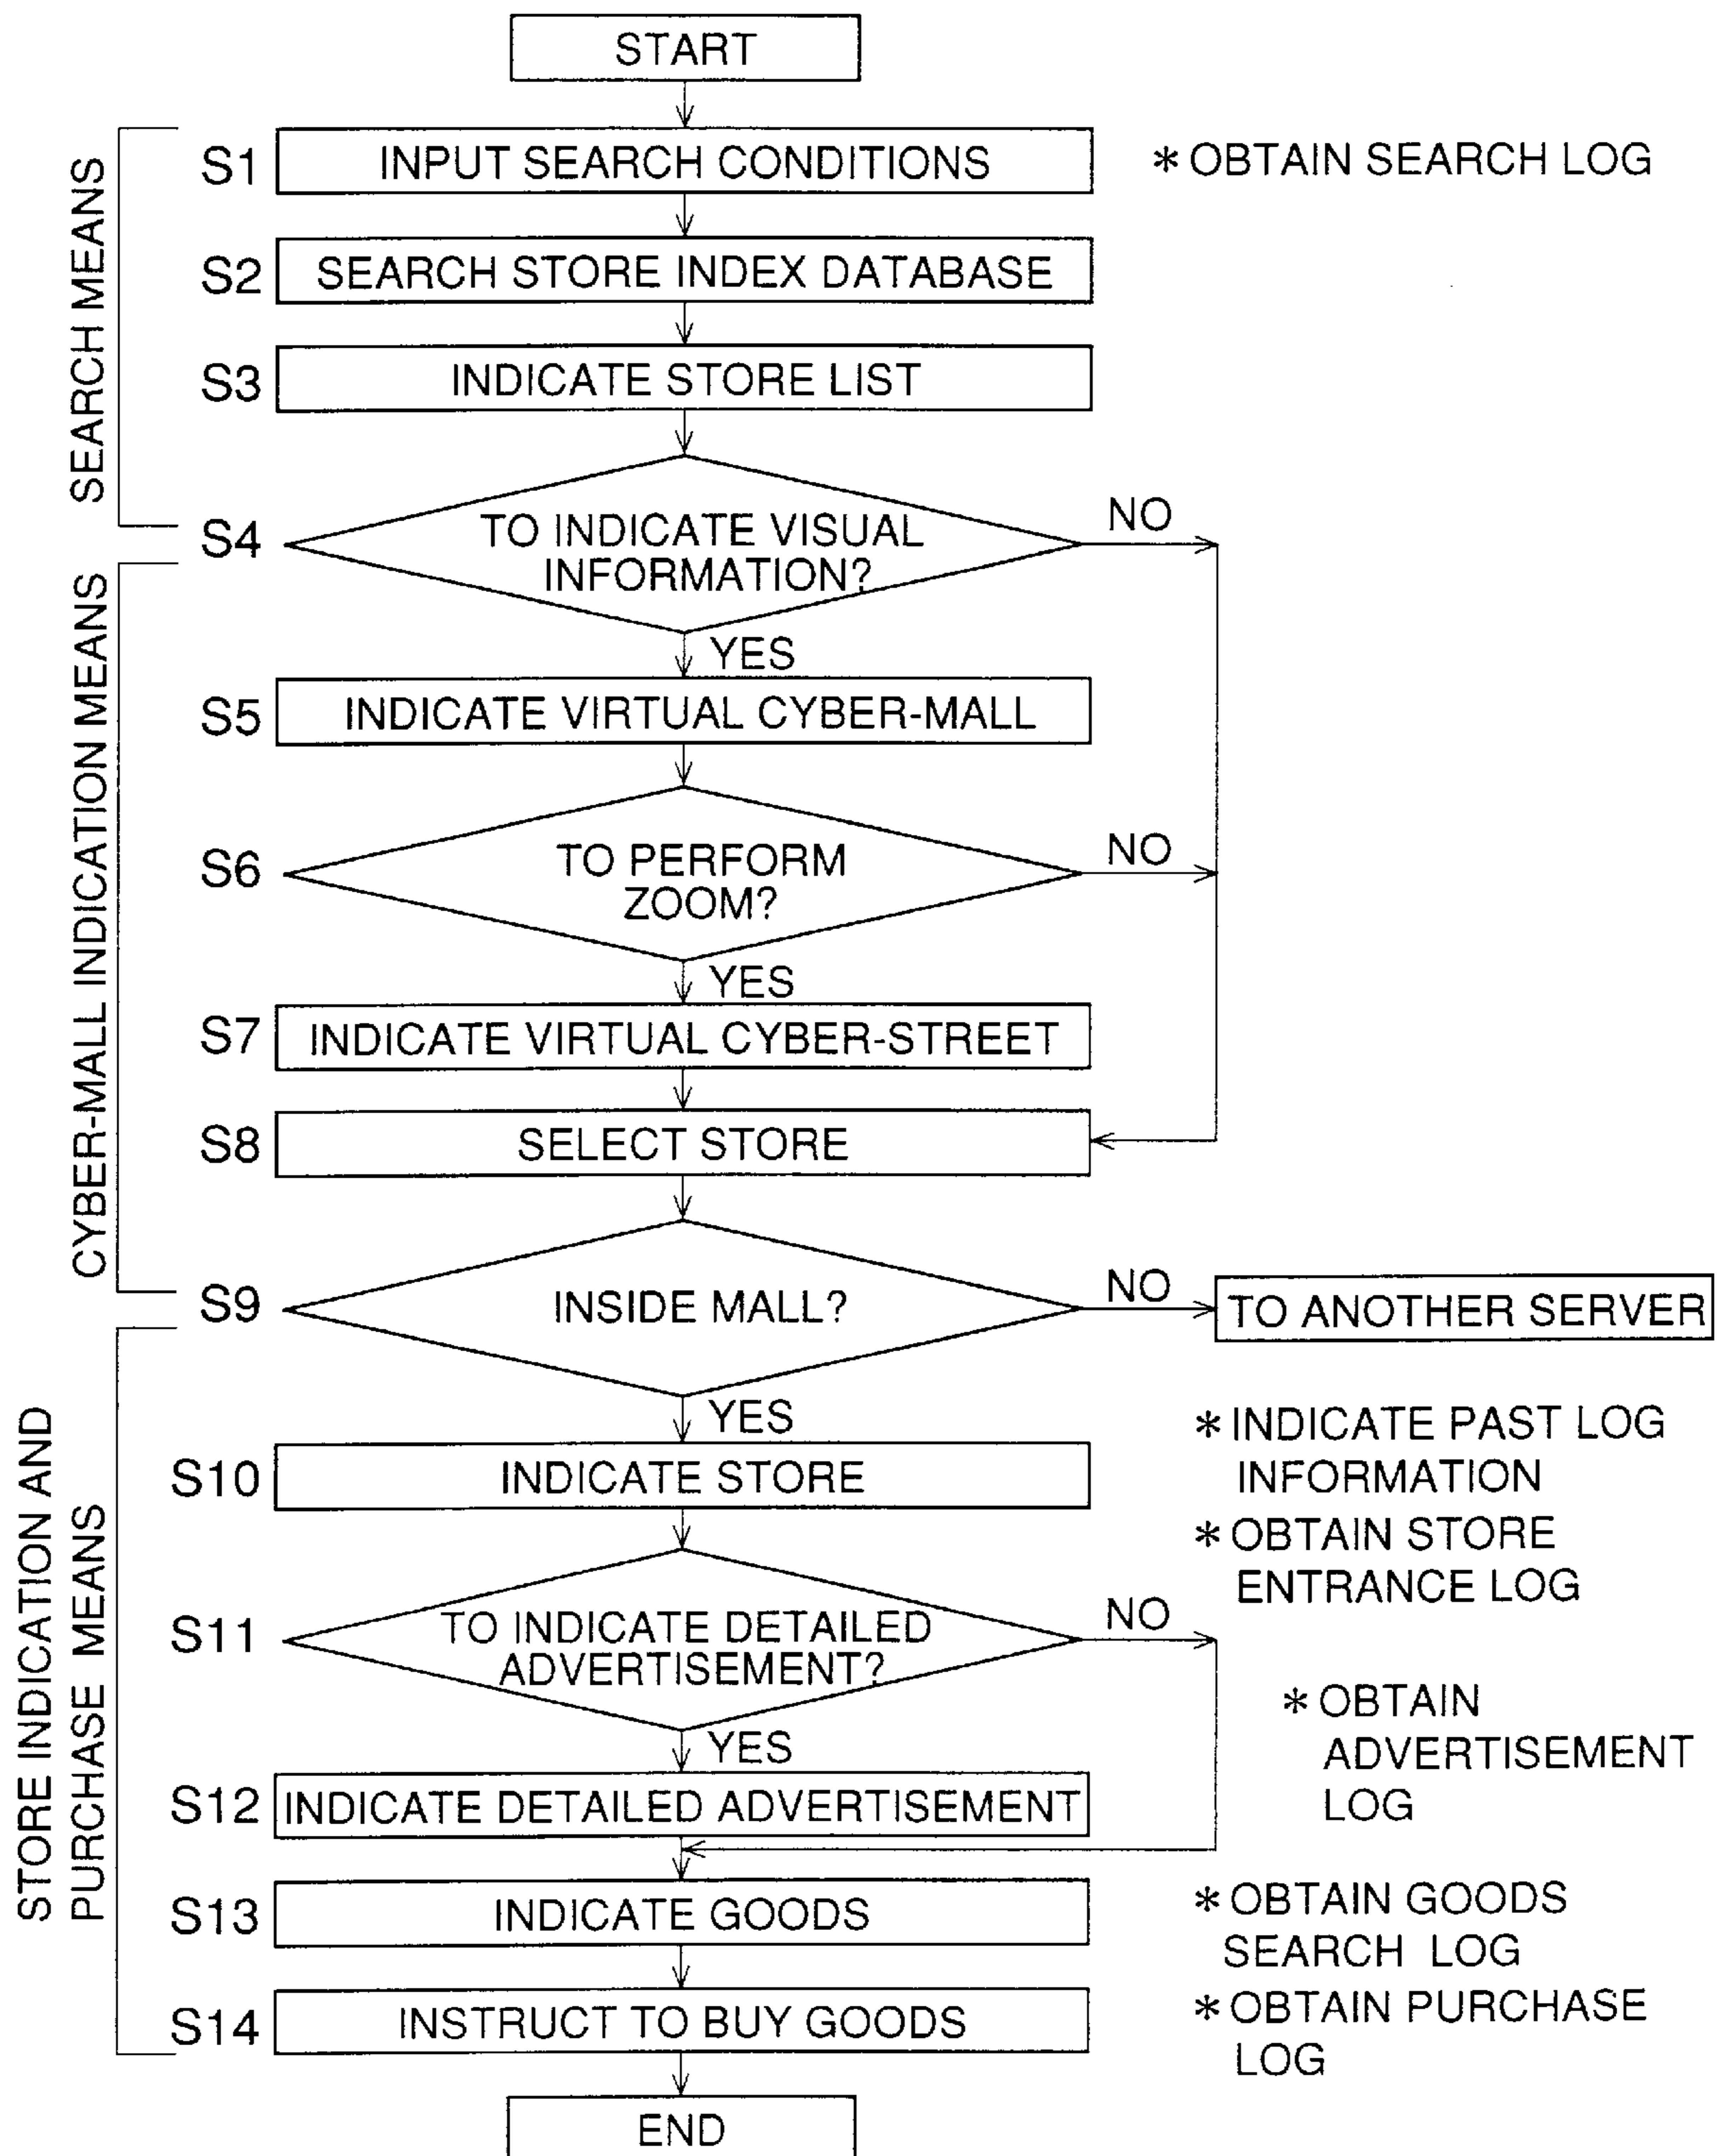 START
SEARCH MEANS
S1
INPUT SEARCH CONDITIONS
* OBTAIN SEARCH LOG
S2
SEARCH STORE INDEX DATABASE
S3
INDICATE STORE LIST
S4
TO INDICATE VISUAL
INFORMATION?
NO
YES
CYBER-MALL INDICATION MEANS
S5
INDICATE VIRTUAL CYBER-MALL
S6
TO PERFORM
ZOOM?
NO
YES
S7
INDICATE VIRTUAL CYBER-STREET
S8
SELECT STORE
S9
INSIDE MALL?
NO
TO ANOTHER SERVER
YES
STORE INDICATION AND
PURCHASE MEANS
S10
INDICATE STORE
* INDICATE PAST LOG
INFORMATION
* OBTAIN STORE
ENTRANCE LOG
S11
TO INDICATE DETAILED
ADVERTISEMENT?
NO
YES
* OBTAIN
ADVERTISEMENT
LOG
S12
INDICATE DETAILED ADVERTISEMENT
S13
INDICATE GOODS
* OBTAIN GOODS
SEARCH LOG
S14
INSTRUCT TO BUY GOODS
* OBTAIN PURCHASE
LOG
END